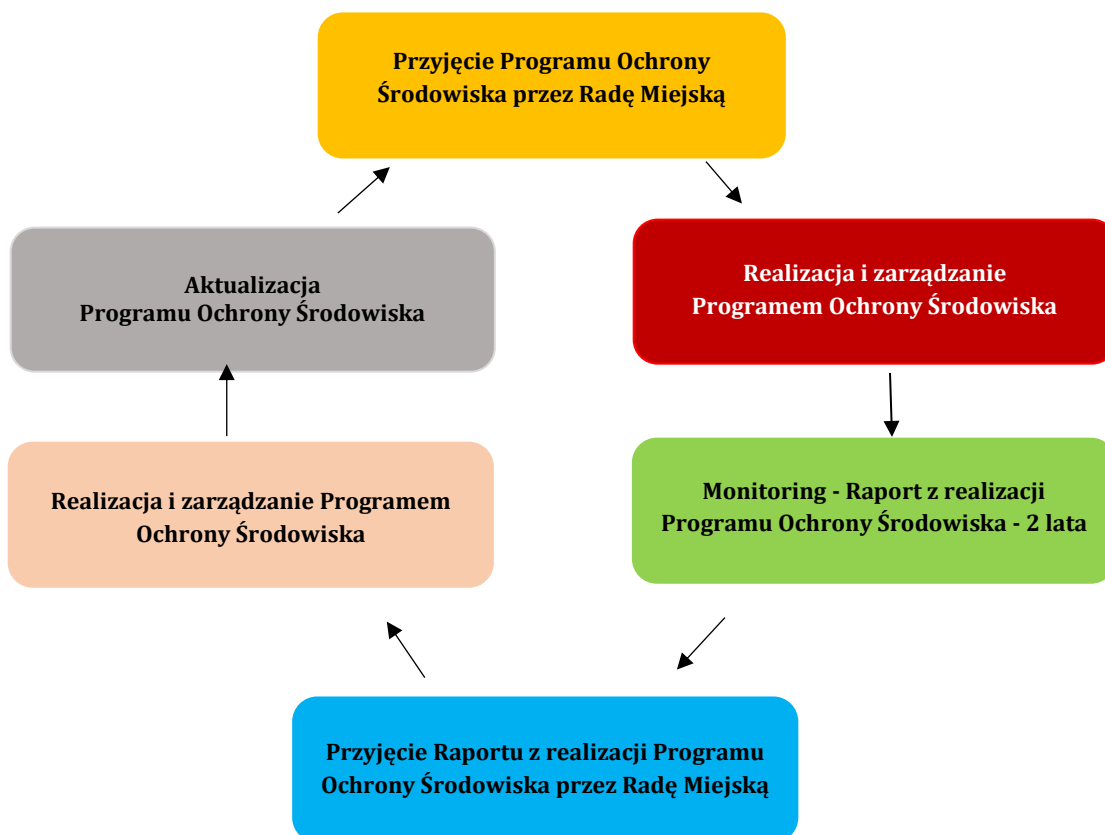 Przyjęcie Programu Ochrony
Środowiska przez Radę Miejską
Realizacja i zarządzanie
Programem Ochrony Środowiska
Monitoring - Raport z realizacji
Programu Ochrony Środowiska - 2 lata
Przyjęcie Raportu z realizacji Programu
Ochrony Środowiska przez Radę Miejską
Realizacja i zarządzanie Programem
Ochrony Środowiska
Aktualizacja
Programu Ochrony Środowiska